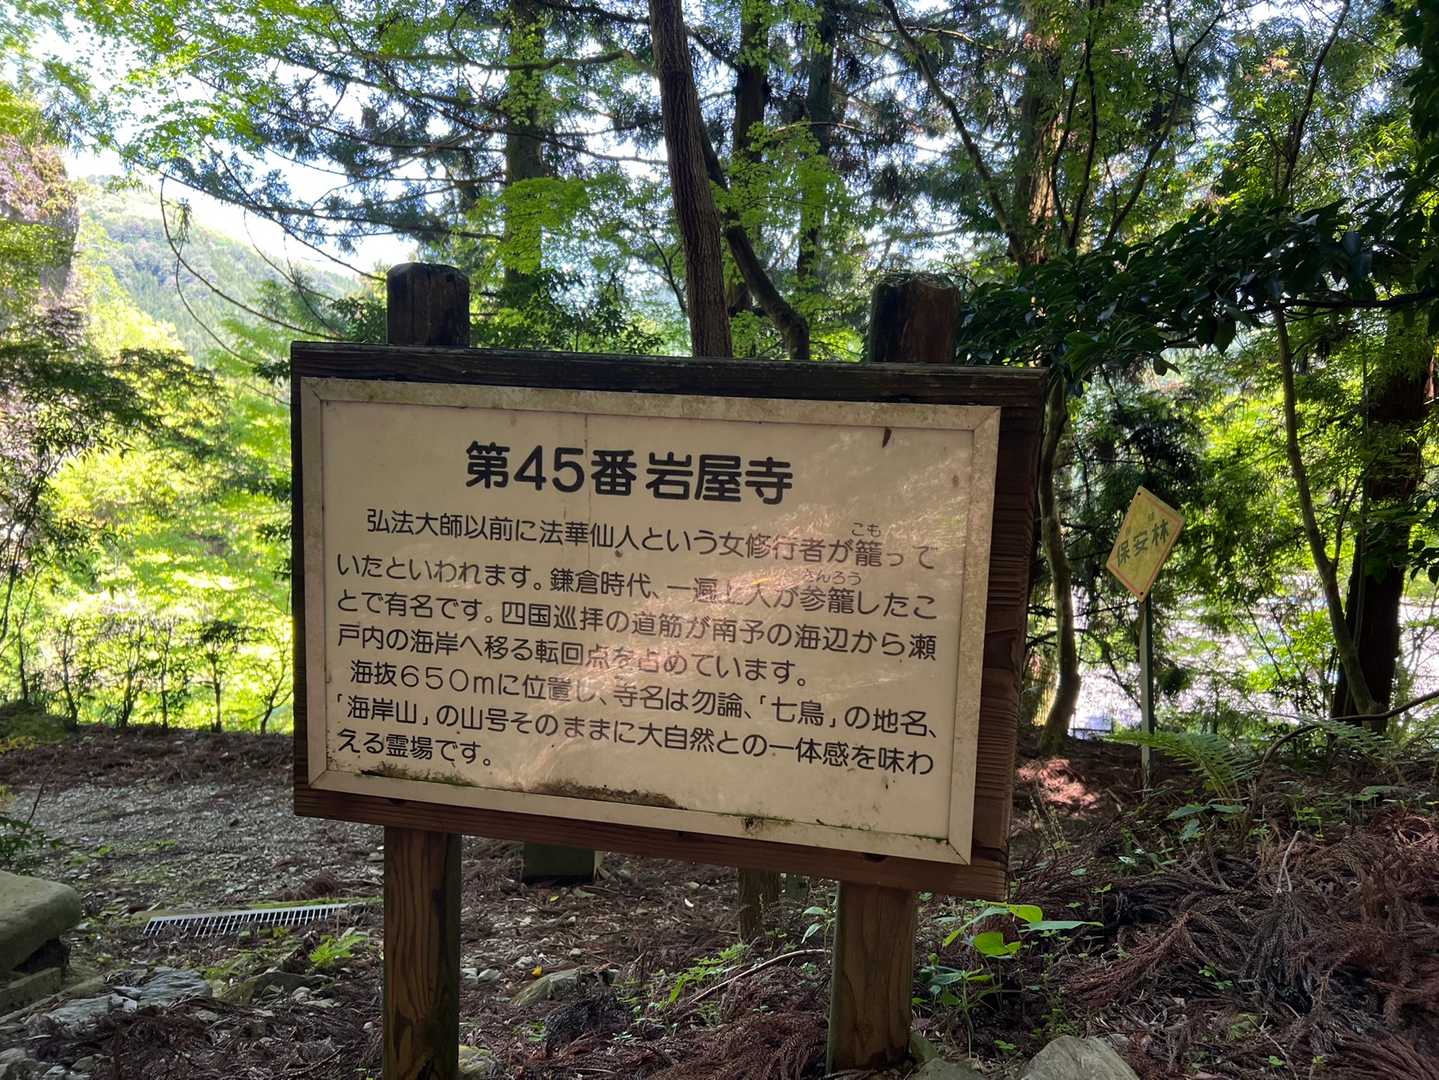 第45番岩屋寺
弘法大師以前に法華仙人という女修行者が籠って
こも
いたといわれます。鎌倉時代、一遍上人が参籠したこ
さんろう
とで有名です。四国巡拝の道筋が南予の海辺から瀬
戸内の海岸へ移る転回点を占めています。
海抜650mに位置し、寺名は勿論、「七鳥」の地名、
「海岸山」の山号そのままに大自然との一体感を味わ
える霊場です。
保安林